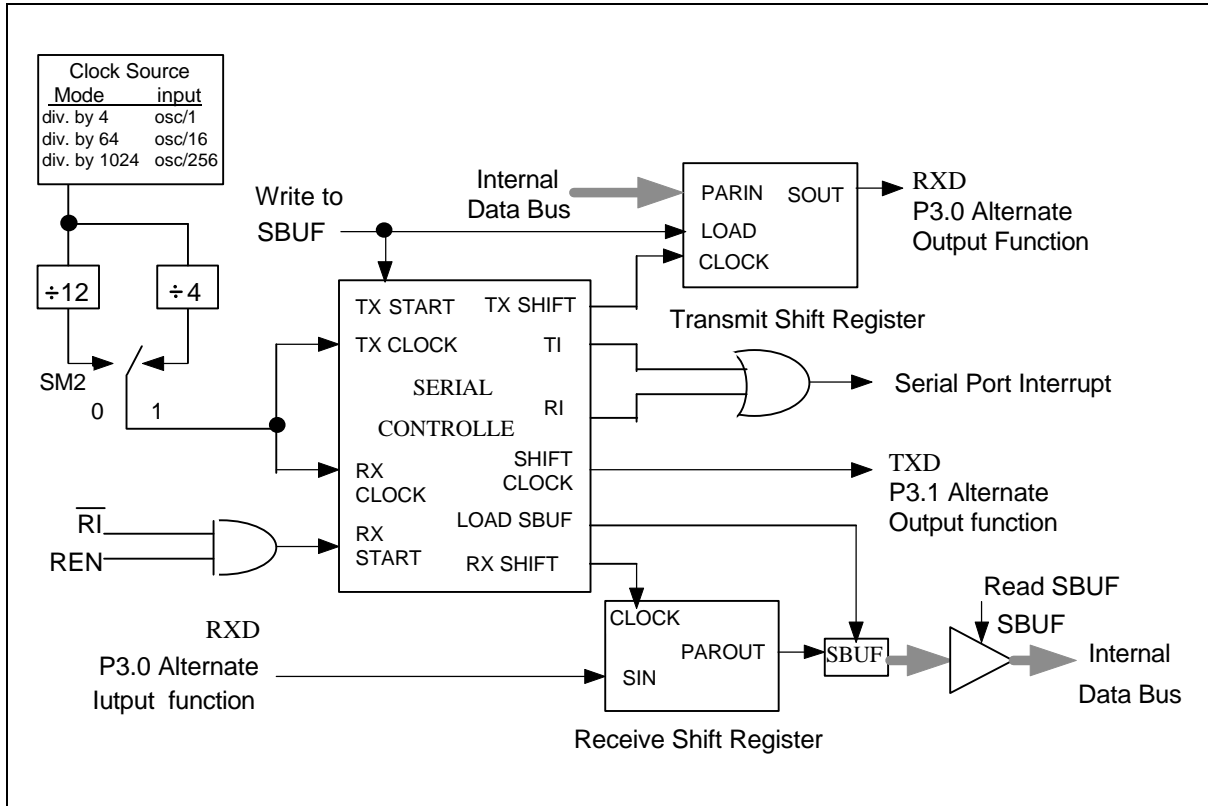 Clock Source
Mode input
div. by 4 osc/1
div. by 64 osc/16
div. by 1024 osc/256
÷12
÷4
SM2
0 1
Write to
SBUF
Internal
Data Bus
PARIN
SOUT
LOAD
CLOCK
RXD
P3.0 Alternate
Output Function
Transmit Shift Register
TX START
TX SHIFT
TX CLOCK
TI
SERIAL
RI
CONTROLLE
SHIFT
CLOCK
RX
CLOCK
LOAD SBUF
RX
START
RX SHIFT
Serial Port Interrupt
TXD
P3.1 Alternate
Output function
RI
REN
RXD
P3.0 Alternate
Iutput function
CLOCK
PAROUT
SIN
Receive Shift Register
SBUF
Read SBUF
SBUF
Internal
Data Bus